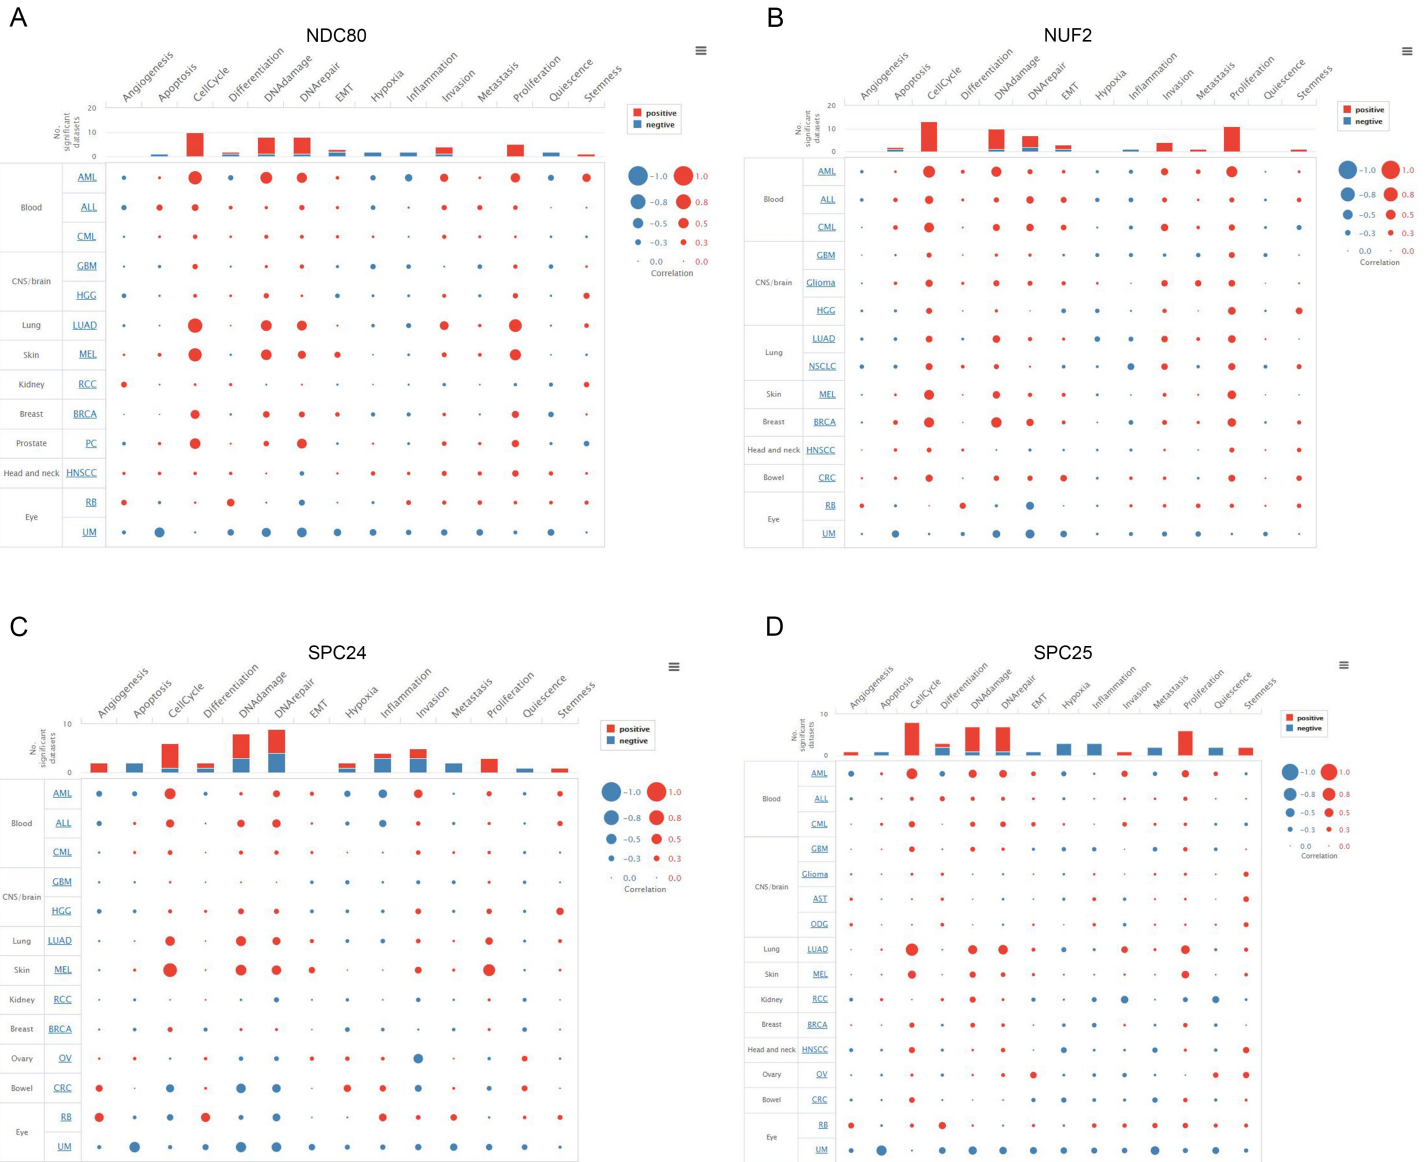 A
NDC80
Angiogenesis
Apoptosis
CellCycle
Differentiation
DNAdamage
DNArepair
EMT
Hypoxia
Inflammation
Invasion
Metastasis
Proliferation
Quiescence
Stemness
No. significant datasets
20
10
0
positive
negtive
Blood
AML
ALL
CML
CNS/brain
GBM
HGG
Lung
LUAD
Skin
MEL
Kidney
RCC
Breast
BRCA
Prostate
PC
Head and neck
HNSCC
Eye
RB
UM
-1.0 1.0
-0.8 0.8
-0.5 0.5
-0.3 0.3
0.0 0.0
Correlation
B
NUF2
Angiogenesis
Apoptosis
CellCycle
Differentiation
DNAdamage
DNArepair
EMT
Hypoxia
Inflammation
Invasion
Metastasis
Proliferation
Quiescence
Stemness
No. significant datasets
20
10
0
positive
negtive
Blood
AML
ALL
CML
CNS/brain
GBM
Glioma
HGG
Lung
LUAD
NSCLC
Skin
MEL
Breast
BRCA
Head and neck
HNSCC
Bowel
CRC
Eye
RB
UM
-1.0 1.0
-0.8 0.8
-0.5 0.5
-0.3 0.3
0.0 0.0
Correlation
C
SPC24
Angiogenesis
Apoptosis
CellCycle
Differentiation
DNAdamage
DNArepair
EMT
Hypoxia
Inflammation
Invasion
Metastasis
Proliferation
Quiescence
Stemness
No. significant datasets
10
0
positive
negtive
Blood
AML
ALL
CML
CNS/brain
GBM
HGG
Lung
LUAD
Skin
MEL
Kidney
RCC
Breast
BRCA
Ovary
OV
Bowel
CRC
Eye
RB
UM
-1.0 1.0
-0.8 0.8
-0.5 0.5
-0.3 0.3
0.0 0.0
Correlation
D
SPC25
Angiogenesis
Apoptosis
CellCycle
Differentiation
DNAdamage
DNArepair
EMT
Hypoxia
Inflammation
Invasion
Metastasis
Proliferation
Quiescence
Stemness
No. significant datasets
10
0
positive
negtive
Blood
AML
ALL
CML
CNS/brain
GBM
Glioma
AST
ODG
Lung
LUAD
Skin
MEL
Kidney
RCC
Breast
BRCA
Head and neck
HNSCC
Ovary
OV
Bowel
CRC
Eye
RB
UM
-1.0 1.0
-0.8 0.8
-0.5 0.5
-0.3 0.3
0.0 0.0
Correlation